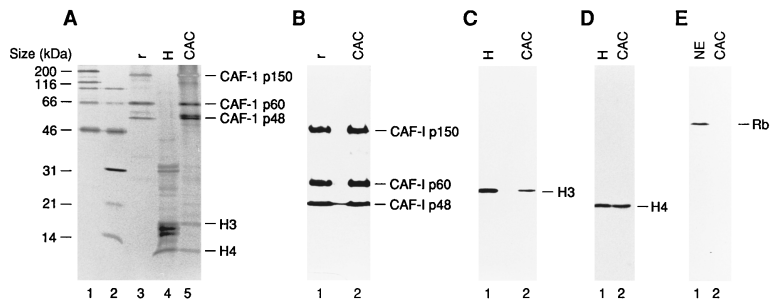 A
Size (kDa)
r
H
CAC
200
116
66
46
31
21
14
CAF-1 p150
CAF-1 p60
CAF-1 p48
H3
H4
1 2 3 4 5
B
r
CAC
CAF-I p150
CAF-I p60
CAF-I p48
1 2
C
H
CAC
H3
1 2
D
H
CAC
H4
1 2
E
NE
CAC
Rb
1 2